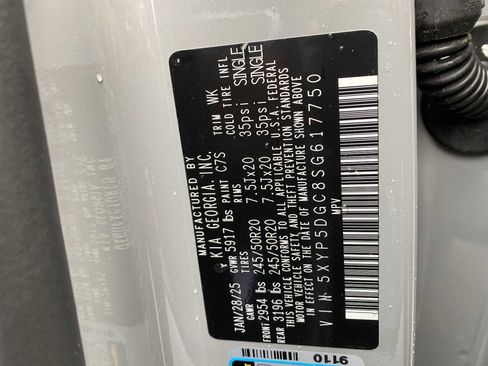 MANUFACTURED BY
KIA GEORGIA, INC.
JAN/28/25 GVWR 5917 lbs PAINT C7S TRIM WK
GAWR TIRES RIMS COLD TIRE INFL
FRONT 2954 lbs 245/50R20 7.5Jx20 35psi SINGLE
REAR 3196 lbs 245/50R20 7.5Jx20 35psi SINGLE
THIS VEHICLE CONFORMS TO ALL APPLICABLE U.S.A. FEDERAL
MOTOR VEHICLE SAFETY AND THEFT PREVENTION STANDARDS
IN EFFECT ON THE DATE OF MANUFACTURE SHOWN ABOVE
VIN: 5XYP5DGC8SG617750
MPV
9110